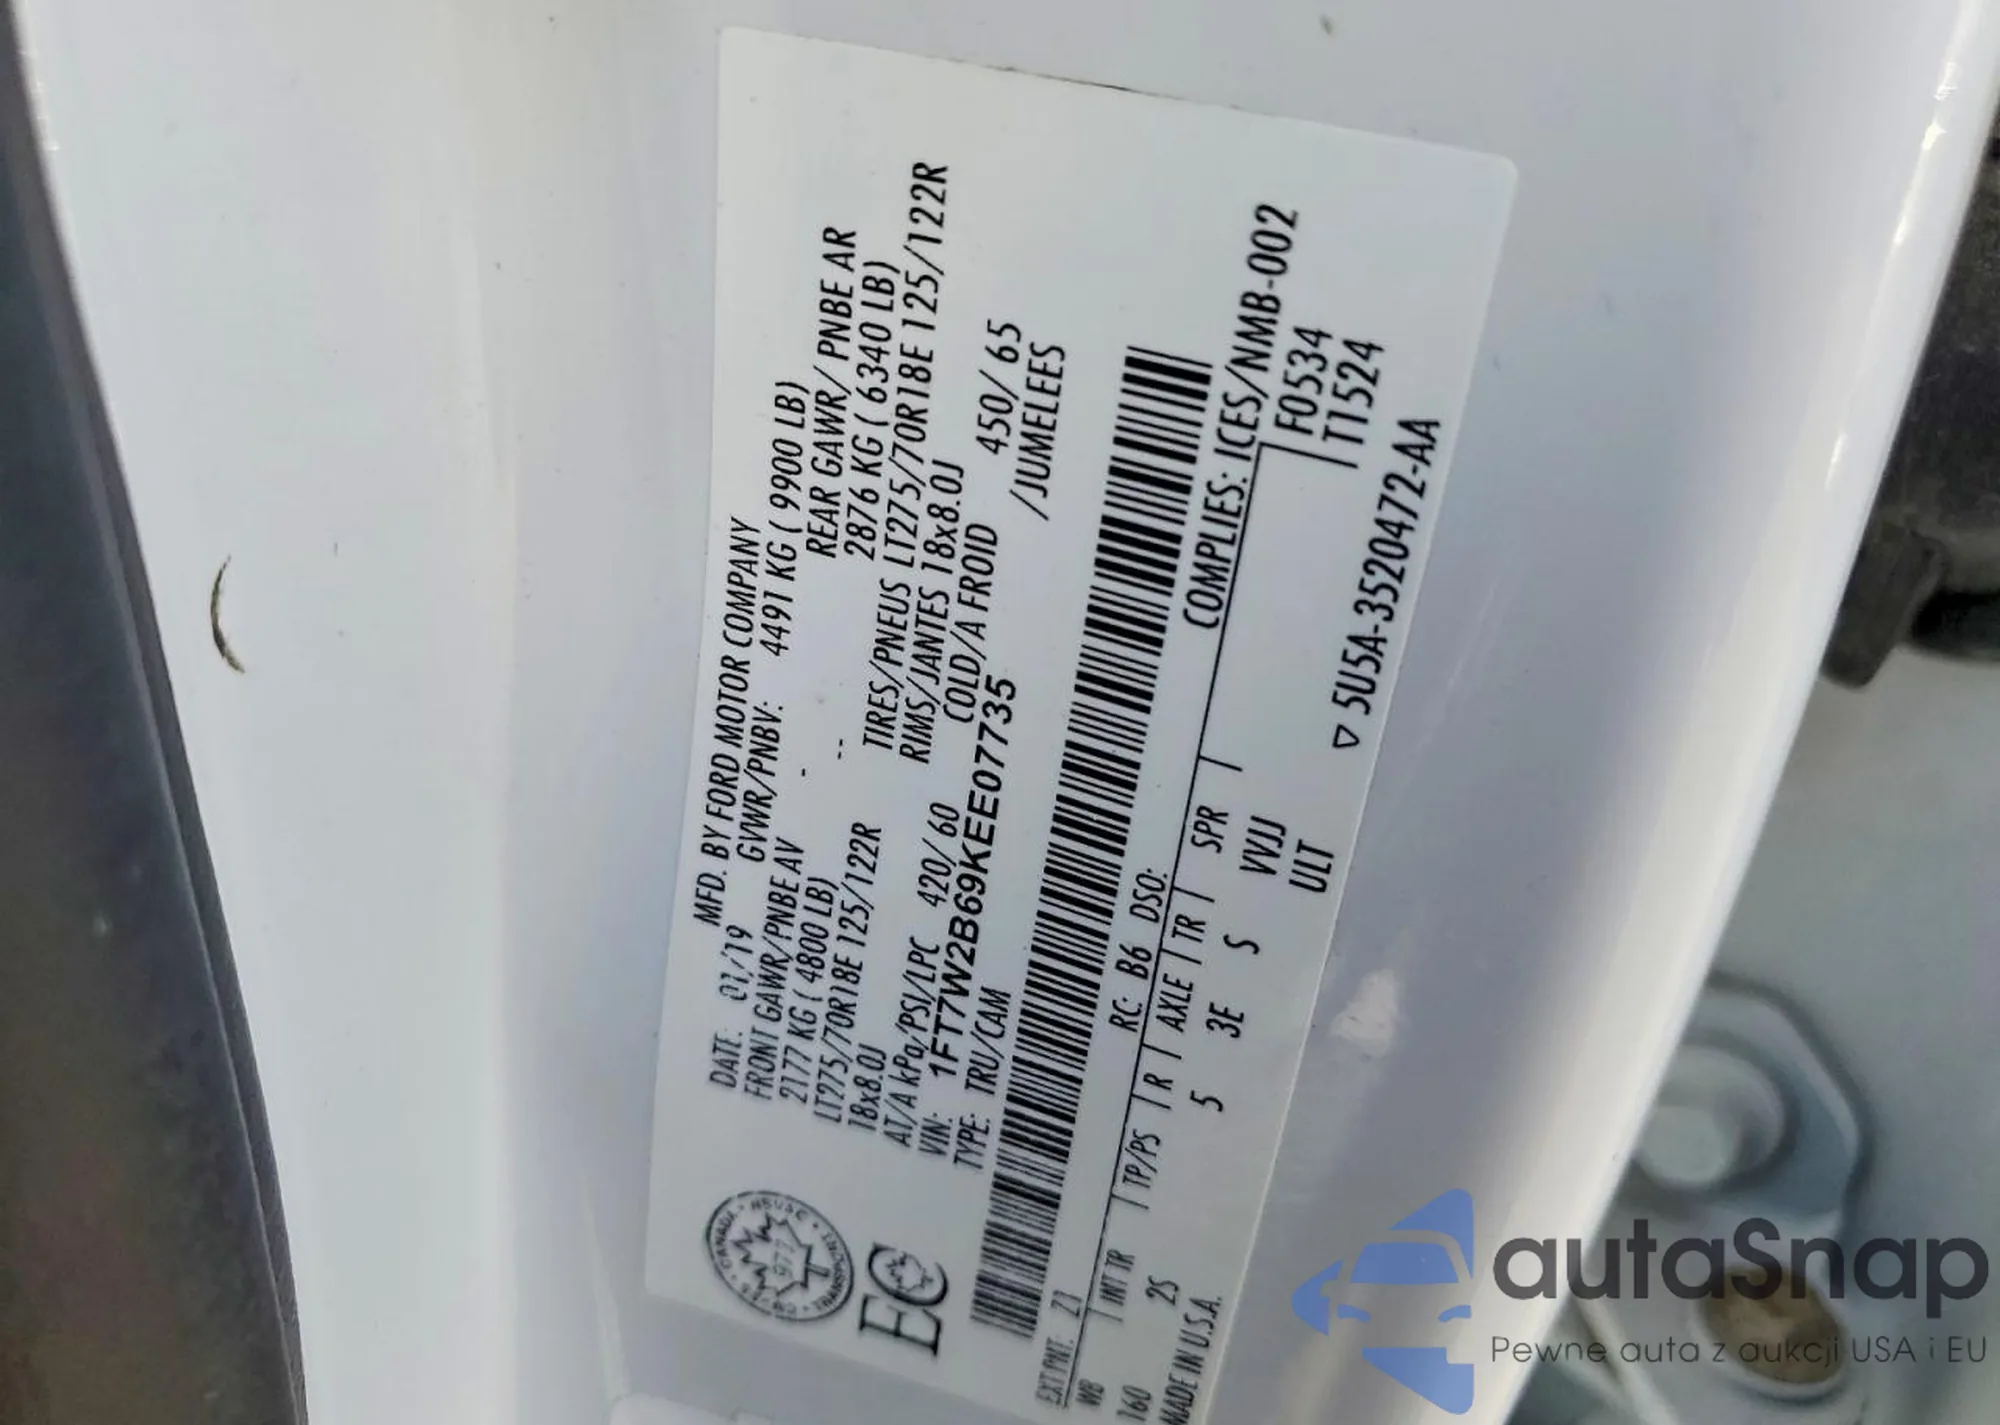 MFD. BY FORD MOTOR COMPANY
DATE: /19 GVWR/PNBV: 4491 KG ( 9900 LB)
FRONT GAWR/PNBE AV - REAR GAWR/ PNBE AR
2177 KG ( 4800 LB) -- 2876 KG ( 6340 LB)
LT275/70R18E 125/122R TIRES/PNEUS LT275/70R18E 125/122R
18x8.0J RIMS/JANTES 18x8.0J
AT/A kPa/PSI/LPC 420/60 COLD/A FROID 450/ 65
VIN: 1FT7W2B69KEE07735 /JUMELEES
TYPE: TRU/CAM
CANADA
TRANSPORT
977
EC
COMPLIES: ICES/NMB-002
EXT PNT: Z1 RC: B6 DSO: F0534
WB INT TR TP/PS R AXLE TR SPR T1524
160 2S 5 3E S VVJJ
MADE IN U.S.A. ULT
▽ 5U5A-3520472-AA
autaSnap
Pewne auta z aukcji USA i EU